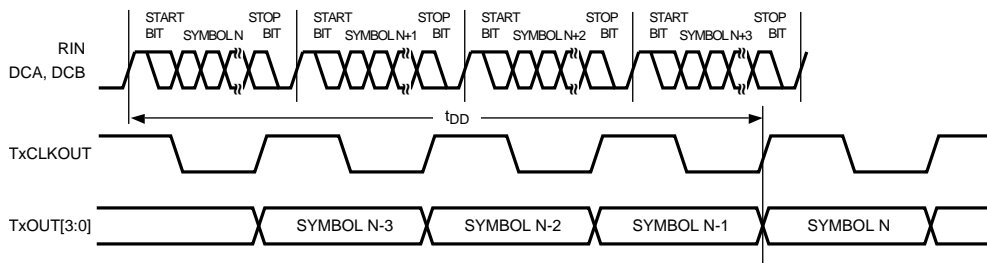 START STOP START STOP START STOP START STOP
BIT SYMBOL N BIT BIT SYMBOL N+1 BIT BIT SYMBOL N+2 BIT BIT SYMBOL N+3 BIT
RIN
DCA, DCB
tDD
TxCLKOUT
TxOUT[3:0] SYMBOL N-3 SYMBOL N-2 SYMBOL N-1 SYMBOL N